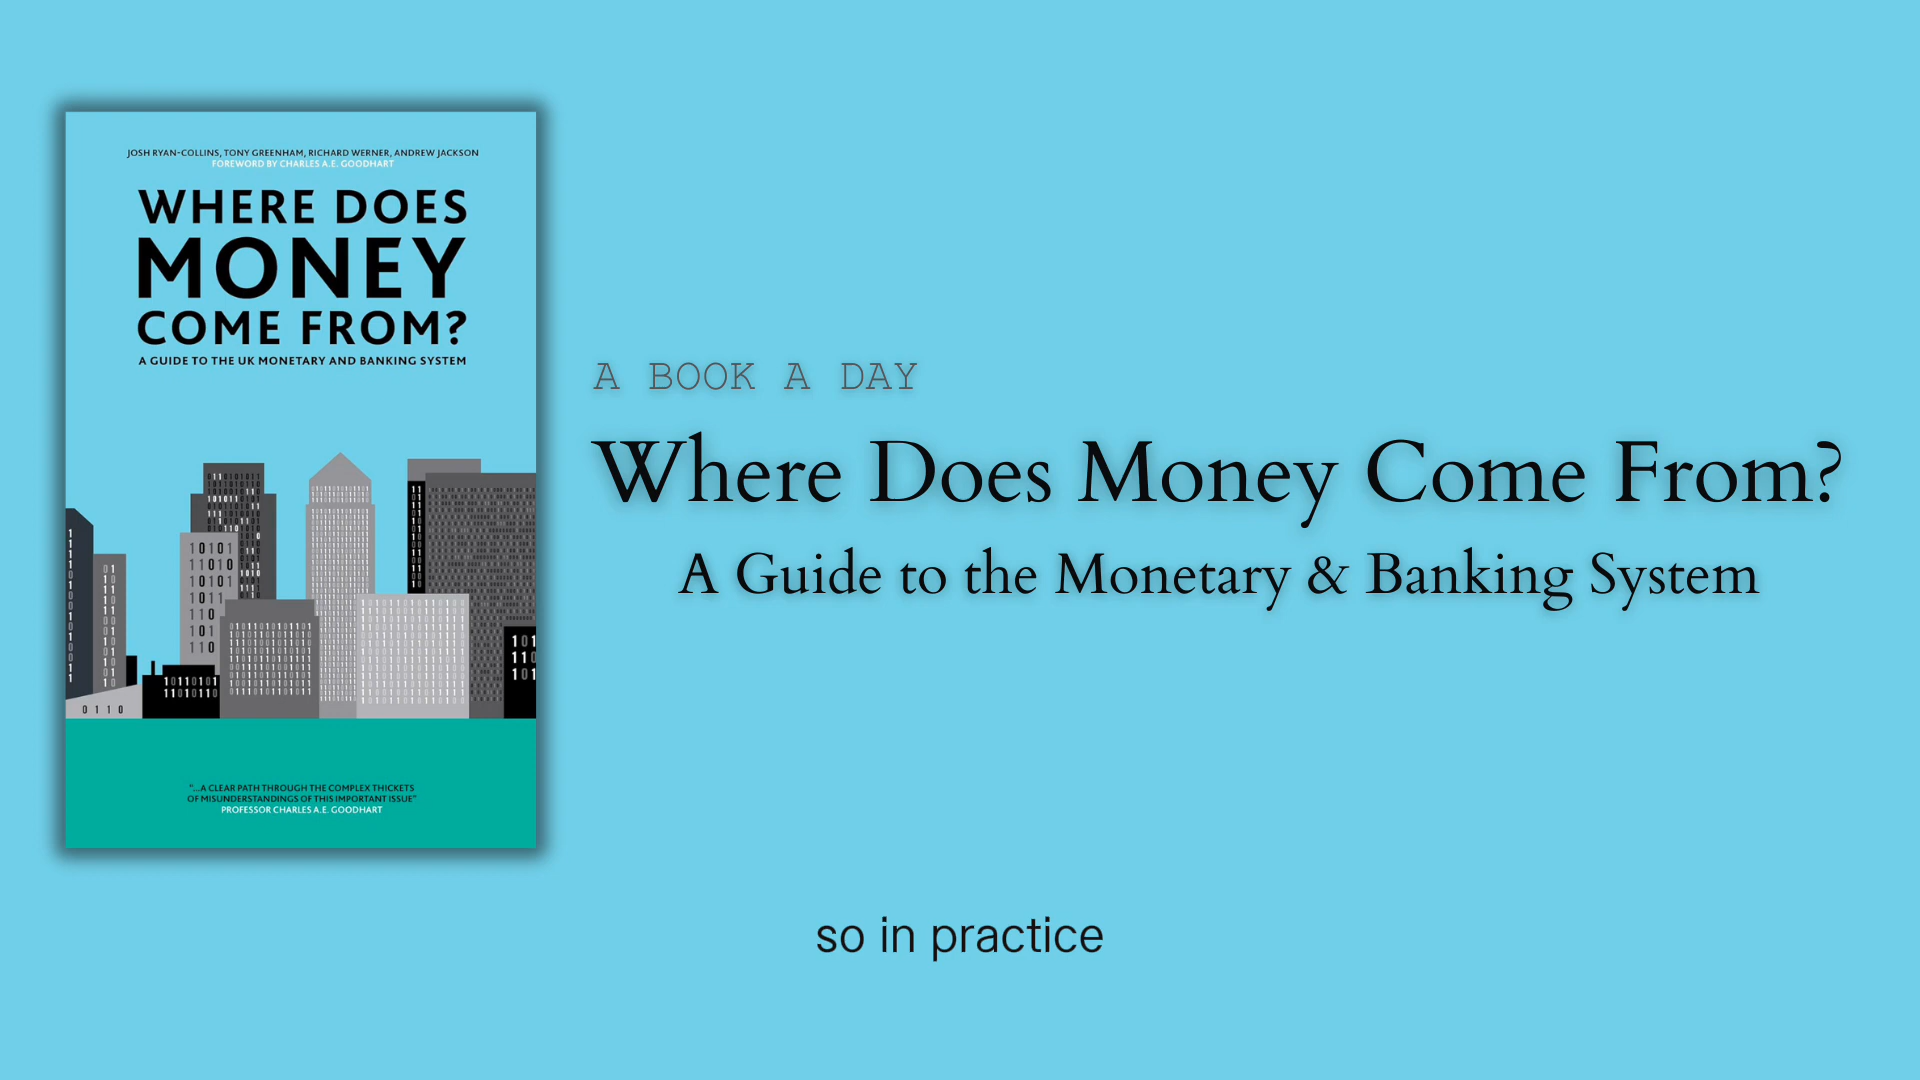 JOSH RYAN-COLLINS, TONY GREENHAM, RICHARD WERNER, ANDREW JACKSON
FOREWORD BY CHARLES A.E. GOODHART
WHERE DOES
MONEY
COME FROM?
A GUIDE TO THE UK MONETARY AND BANKING SYSTEM
"...A CLEAR PATH THROUGH THE COMPLEX THICKETS
OF MISUNDERSTANDINGS OF THIS IMPORTANT ISSUE"
PROFESSOR CHARLES A.E. GOODHART
A BOOK A DAY
Where Does Money Come From?
A Guide to the Monetary & Banking System
so in practice